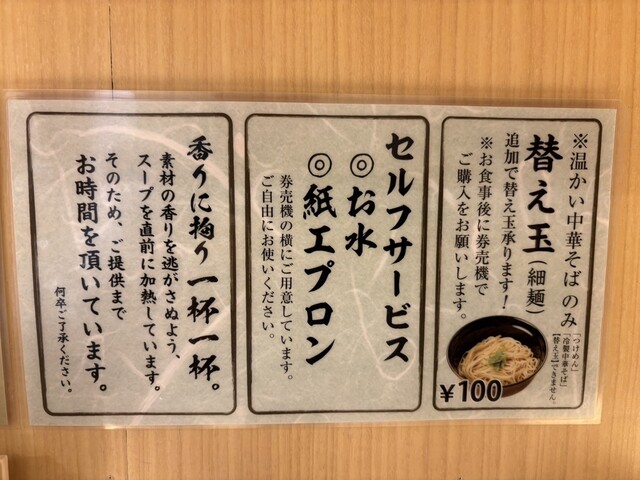 ※温かい中華そばのみ
替え玉(細麺)
追加で替え玉承ります!
※お食事後に券売機で
ご購入をお願いします。
「つけめん」
「冷製中華そば」
【替え玉】できません。
¥100
セルフサービス
◎お水
◎紙エプロン
券売機の横にご用意しています。
ご自由にお使いください。
香りに拘り一杯一杯。
素材の香りを逃がさぬよう、
スープを直前に加熱しています。
そのため、ご提供まで
お時間を頂いています。
何卒ご了承ください。